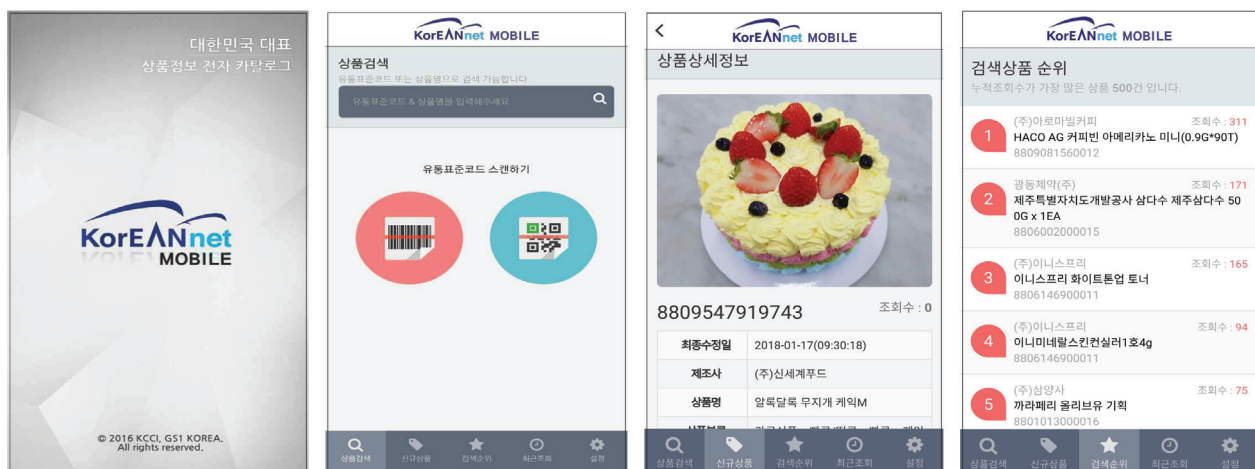 대한민국 대표
상품정보 전자 카탈로그
KorEANnet
MOBILE
© 2016 KCCI, GS1 KOREA.
All rights reserved.
KorEANnet MOBILE
상품검색
유통표준코드 또는 상품명으로 검색 가능합니다.
유통표준코드 & 상품명을 입력해주세요
유통표준코드 스캔하기
상품검색
신규상품
검색순위
최근조회
설정
KorEANnet MOBILE
상품상세정보
8809547919743
조회수 : 0
최종수정일 2018-01-17(09:30:18)
제조사 (주)신세계푸드
상품명 알록달록 무지개 케익M
상품검색
신규상품
검색순위
최근조회
설정
KorEANnet MOBILE
검색상품 순위
누적조회수가 가장 많은 상품 500건 입니다.
1
(주)아로마빌커피 조회수 : 311
HACO AG 커피빈 아메리카노 미니(0.9G*90T)
8809081560012
2
광동제약(주) 조회수 : 171
제주특별자치도개발공사 삼다수 제주삼다수 50
0G x 1EA
8806002000015
3
(주)이니스프리 조회수 : 165
이니스프리 화이트톤업 토너
8806146900011
4
(주)이니스프리 조회수 : 94
이니미네랄스킨컨실러1호4g
8806146900011
5
(주)삼양사 조회수 : 75
까라페리 올리브유 기획
8801013000016
상품검색
신규상품
검색순위
최근조회
설정